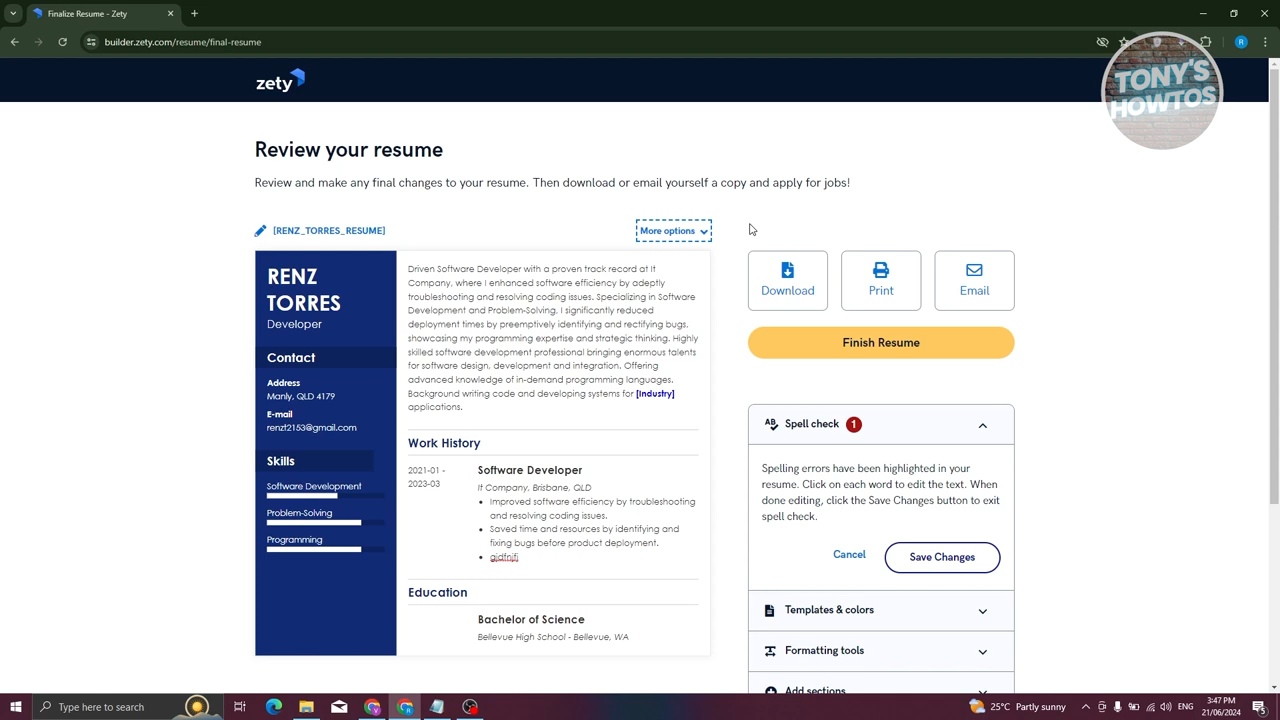 Finalize Resume - Zety
builder.zety.com/resume/final-resume
R
zety
TONY'S
HOWTOS
Review your resume
Review and make any final changes to your resume. Then download or email yourself a copy and apply for jobs!
[RENZ_TORRES_RESUME]
More options
RENZ
TORRES
Developer
Contact
Address
Manly, QLD 4179
E-mail
renzt2153@gmail.com
Skills
Software Development
Problem-Solving
Programming
Driven Software Developer with a proven track record at It
Company, where I enhanced software efficiency by adeptly
troubleshooting and resolving coding issues. Specializing in Software
Development and Problem-Solving, I significantly reduced
deployment times by preemptively identifying and rectifying bugs,
showcasing my programming expertise and strategic thinking. Highly
skilled software development professional bringing enormous talents
for software design, development and integration. Offering
advanced knowledge of in-demand programming languages.
Background writing code and developing systems for [Industry]
applications.
Work History
2021-01 -
2023-03
Software Developer
It Company, Brisbane, QLD
Improved software efficiency by troubleshooting
and resolving coding issues.
Saved time and resources by identifying and
fixing bugs before product deployment.
Education
Bachelor of Science
Bellevue High School - Bellevue, WA
Download
Print
Email
Finish Resume
Spell check 1
Spelling errors have been highlighted in your
resume. Click on each word to edit the text. When
done editing, click the Save Changes button to exit
spell check.
Cancel
Save Changes
Templates & colors
Formatting tools
Add sections
Type here to search
25°C Partly sunny
ENG
3:47 PM
21/06/2024